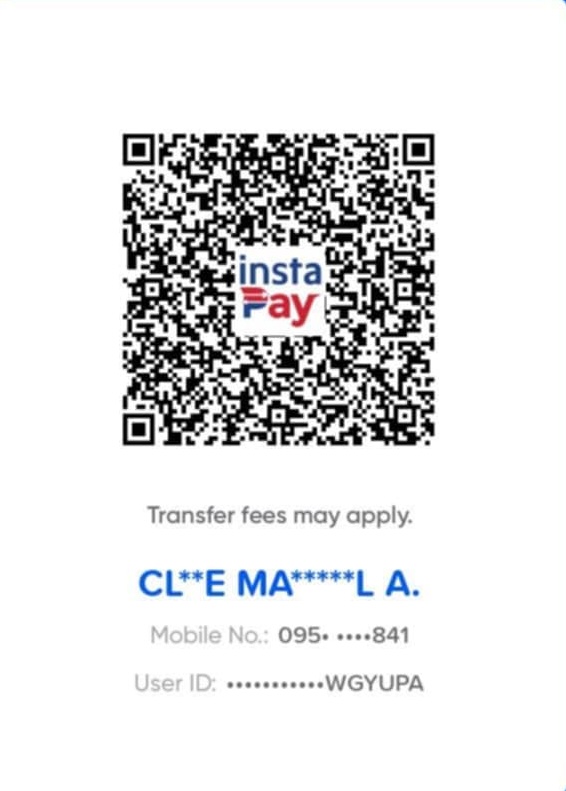 insta
Pay
Transfer fees may apply.
CL**E MA*****L A.
Mobile No.: 095• ••••841
User ID: •••••••••••WGYUPA